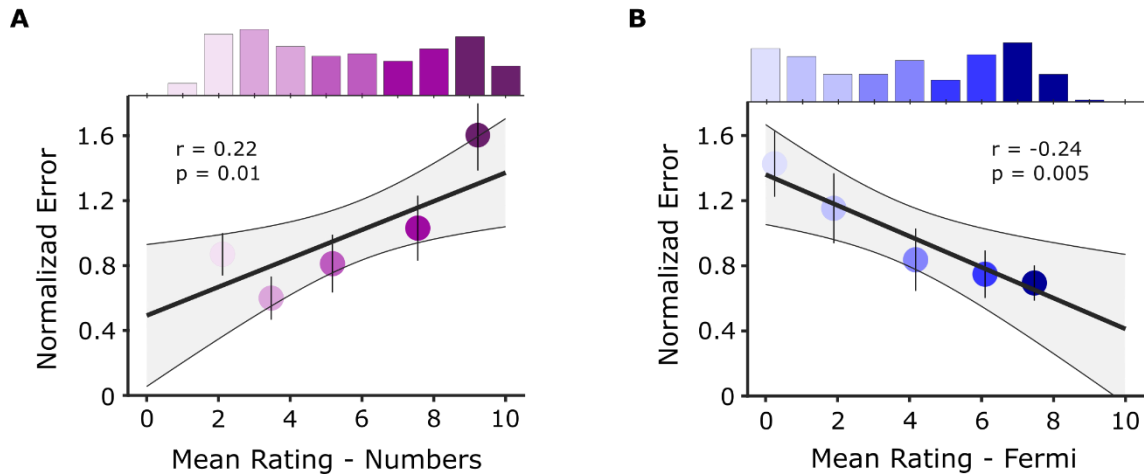 A
B
r = 0.22
p = 0.01
r = -0.24
p = 0.005
Normalizad Error
1.6
1.2
0.8
0.4
0
0 2 4 6 8 10
Mean Rating - Numbers
Normalizad Error
1.6
1.2
0.8
0.4
0
0 2 4 6 8 10
Mean Rating - Fermi